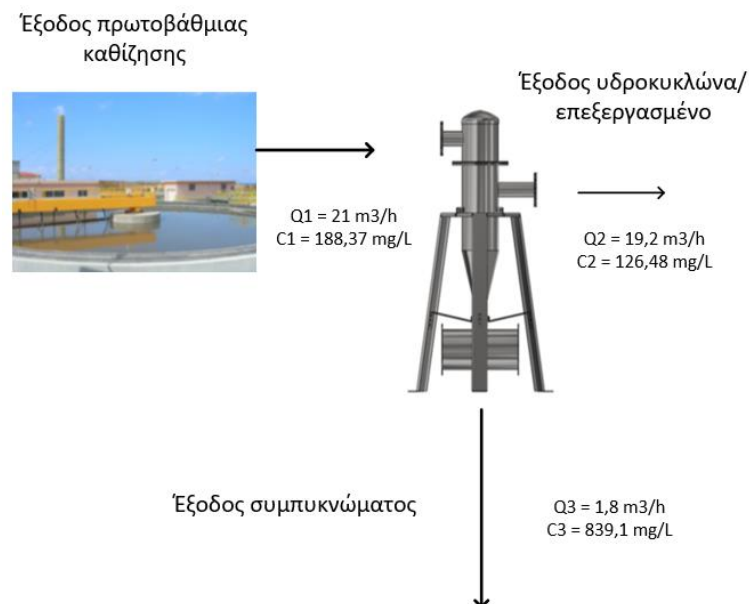 Έξοδος πρωτοβάθμιας
καθίζησης
Έξοδος υδροκυκλώνα/
επεξεργασμένο
Q1 = 21 m3/h
C1 = 188,37 mg/L
Q2 = 19,2 m3/h
C2 = 126,48 mg/L
Έξοδος συμπυκνώματος
Q3 = 1,8 m3/h
C3 = 839,1 mg/L